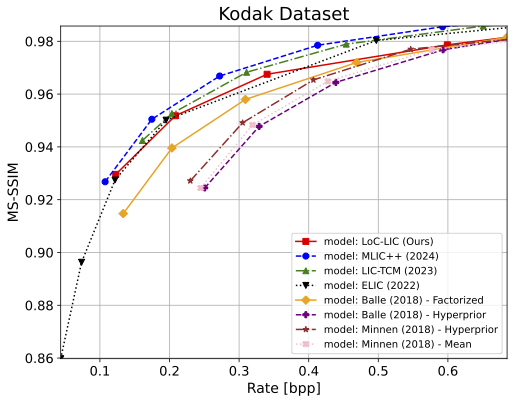 Kodak Dataset
MS-SSIM
0.98
0.96
0.94
0.92
0.90
0.88
0.86
0.1
0.2
0.3
0.4
0.5
0.6
Rate [bpp]
model: LoC-LIC (Ours)
model: MLIC++ (2024)
model: LIC-TCM (2023)
model: ELIC (2022)
model: Balle (2018) - Factorized
model: Balle (2018) - Hyperprior
model: Minnen (2018) - Hyperprior
model: Minnen (2018) - Mean